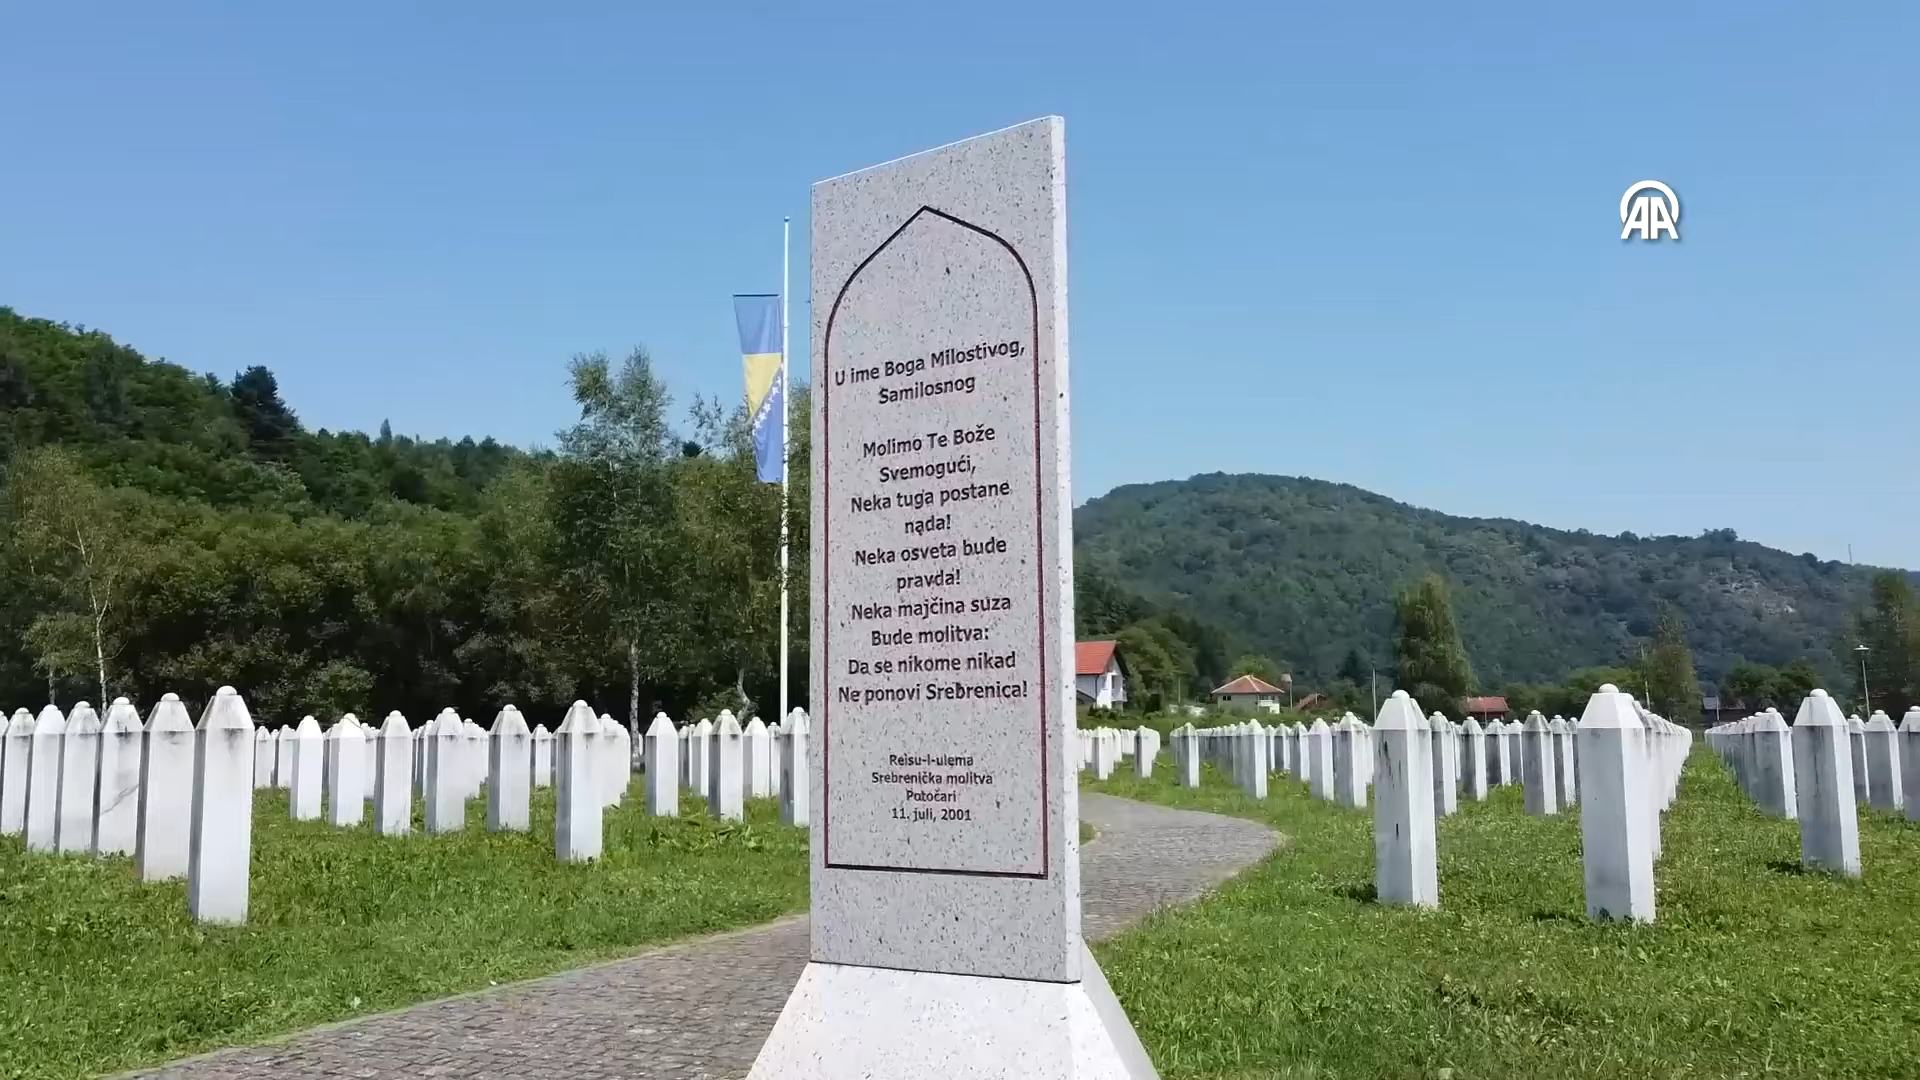 AA
U ime Boga Milostivog,
Samilosnog
Molimo Te Bože
Svemogući,
Neka tuga postane
nada!
Neka osveta bude
pravda!
Neka majčina suza
Bude molitva:
Da se nikome nikad
Ne ponovi Srebrenica!
Reisu-l-ulema
Srebrenička molitva
Potočari
11. juli, 2001